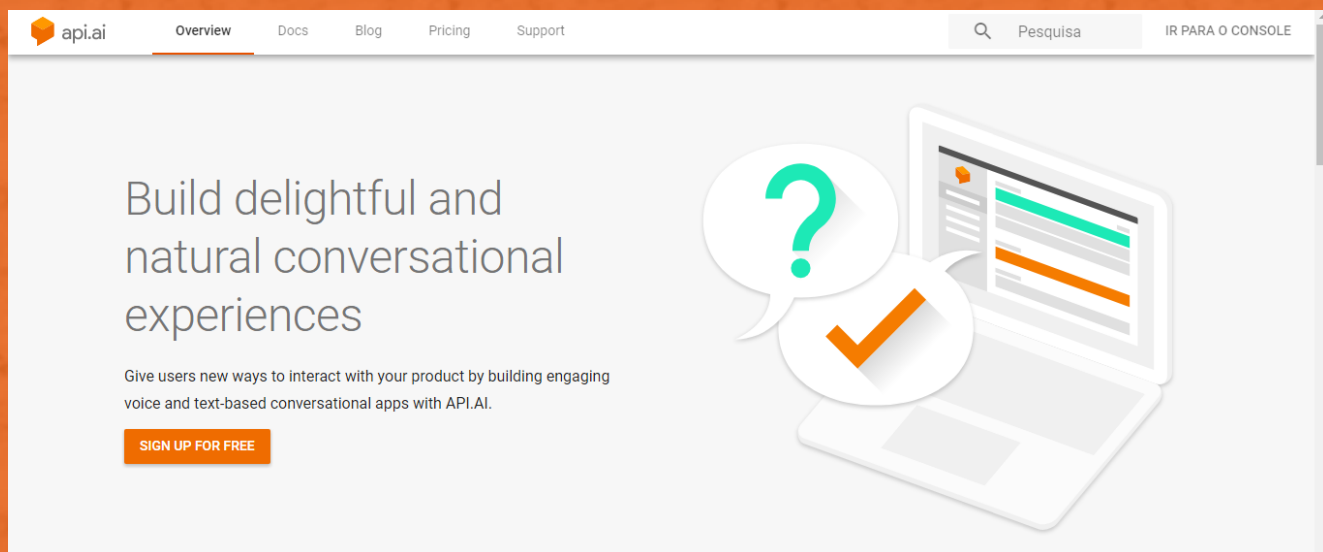 api.ai Overview Docs Blog Pricing Support Pesquisa IR PARA O CONSOLE
Build delightful and
natural conversational
experiences
Give users new ways to interact with your product by building engaging
voice and text-based conversational apps with API.AI.
SIGN UP FOR FREE